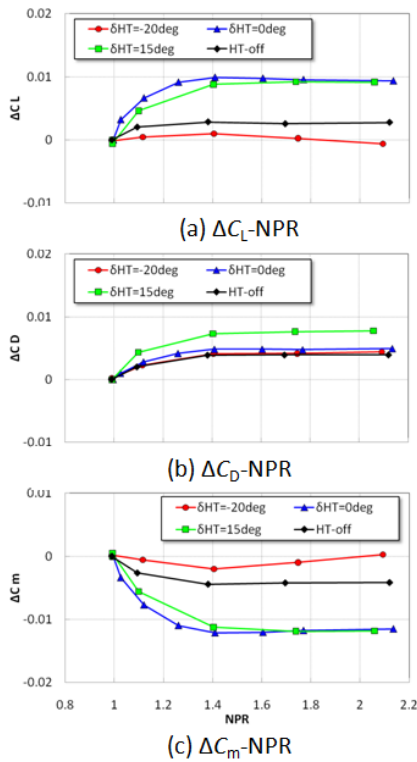 0.02
δHT=-20deg
δHT=0deg
δHT=15deg
HT-off
0.01
ΔC L
0
-0.01
(a) ΔCL-NPR
0.02
δHT=-20deg
δHT=0deg
δHT=15deg
HT-off
0.01
ΔC D
0
-0.01
(b) ΔCD-NPR
0.01
δHT=-20deg
δHT=0deg
δHT=15deg
HT-off
0
ΔC m
-0.01
-0.02
0.8 1 1.2 1.4 1.6 1.8 2 2.2
NPR
(c) ΔCm-NPR